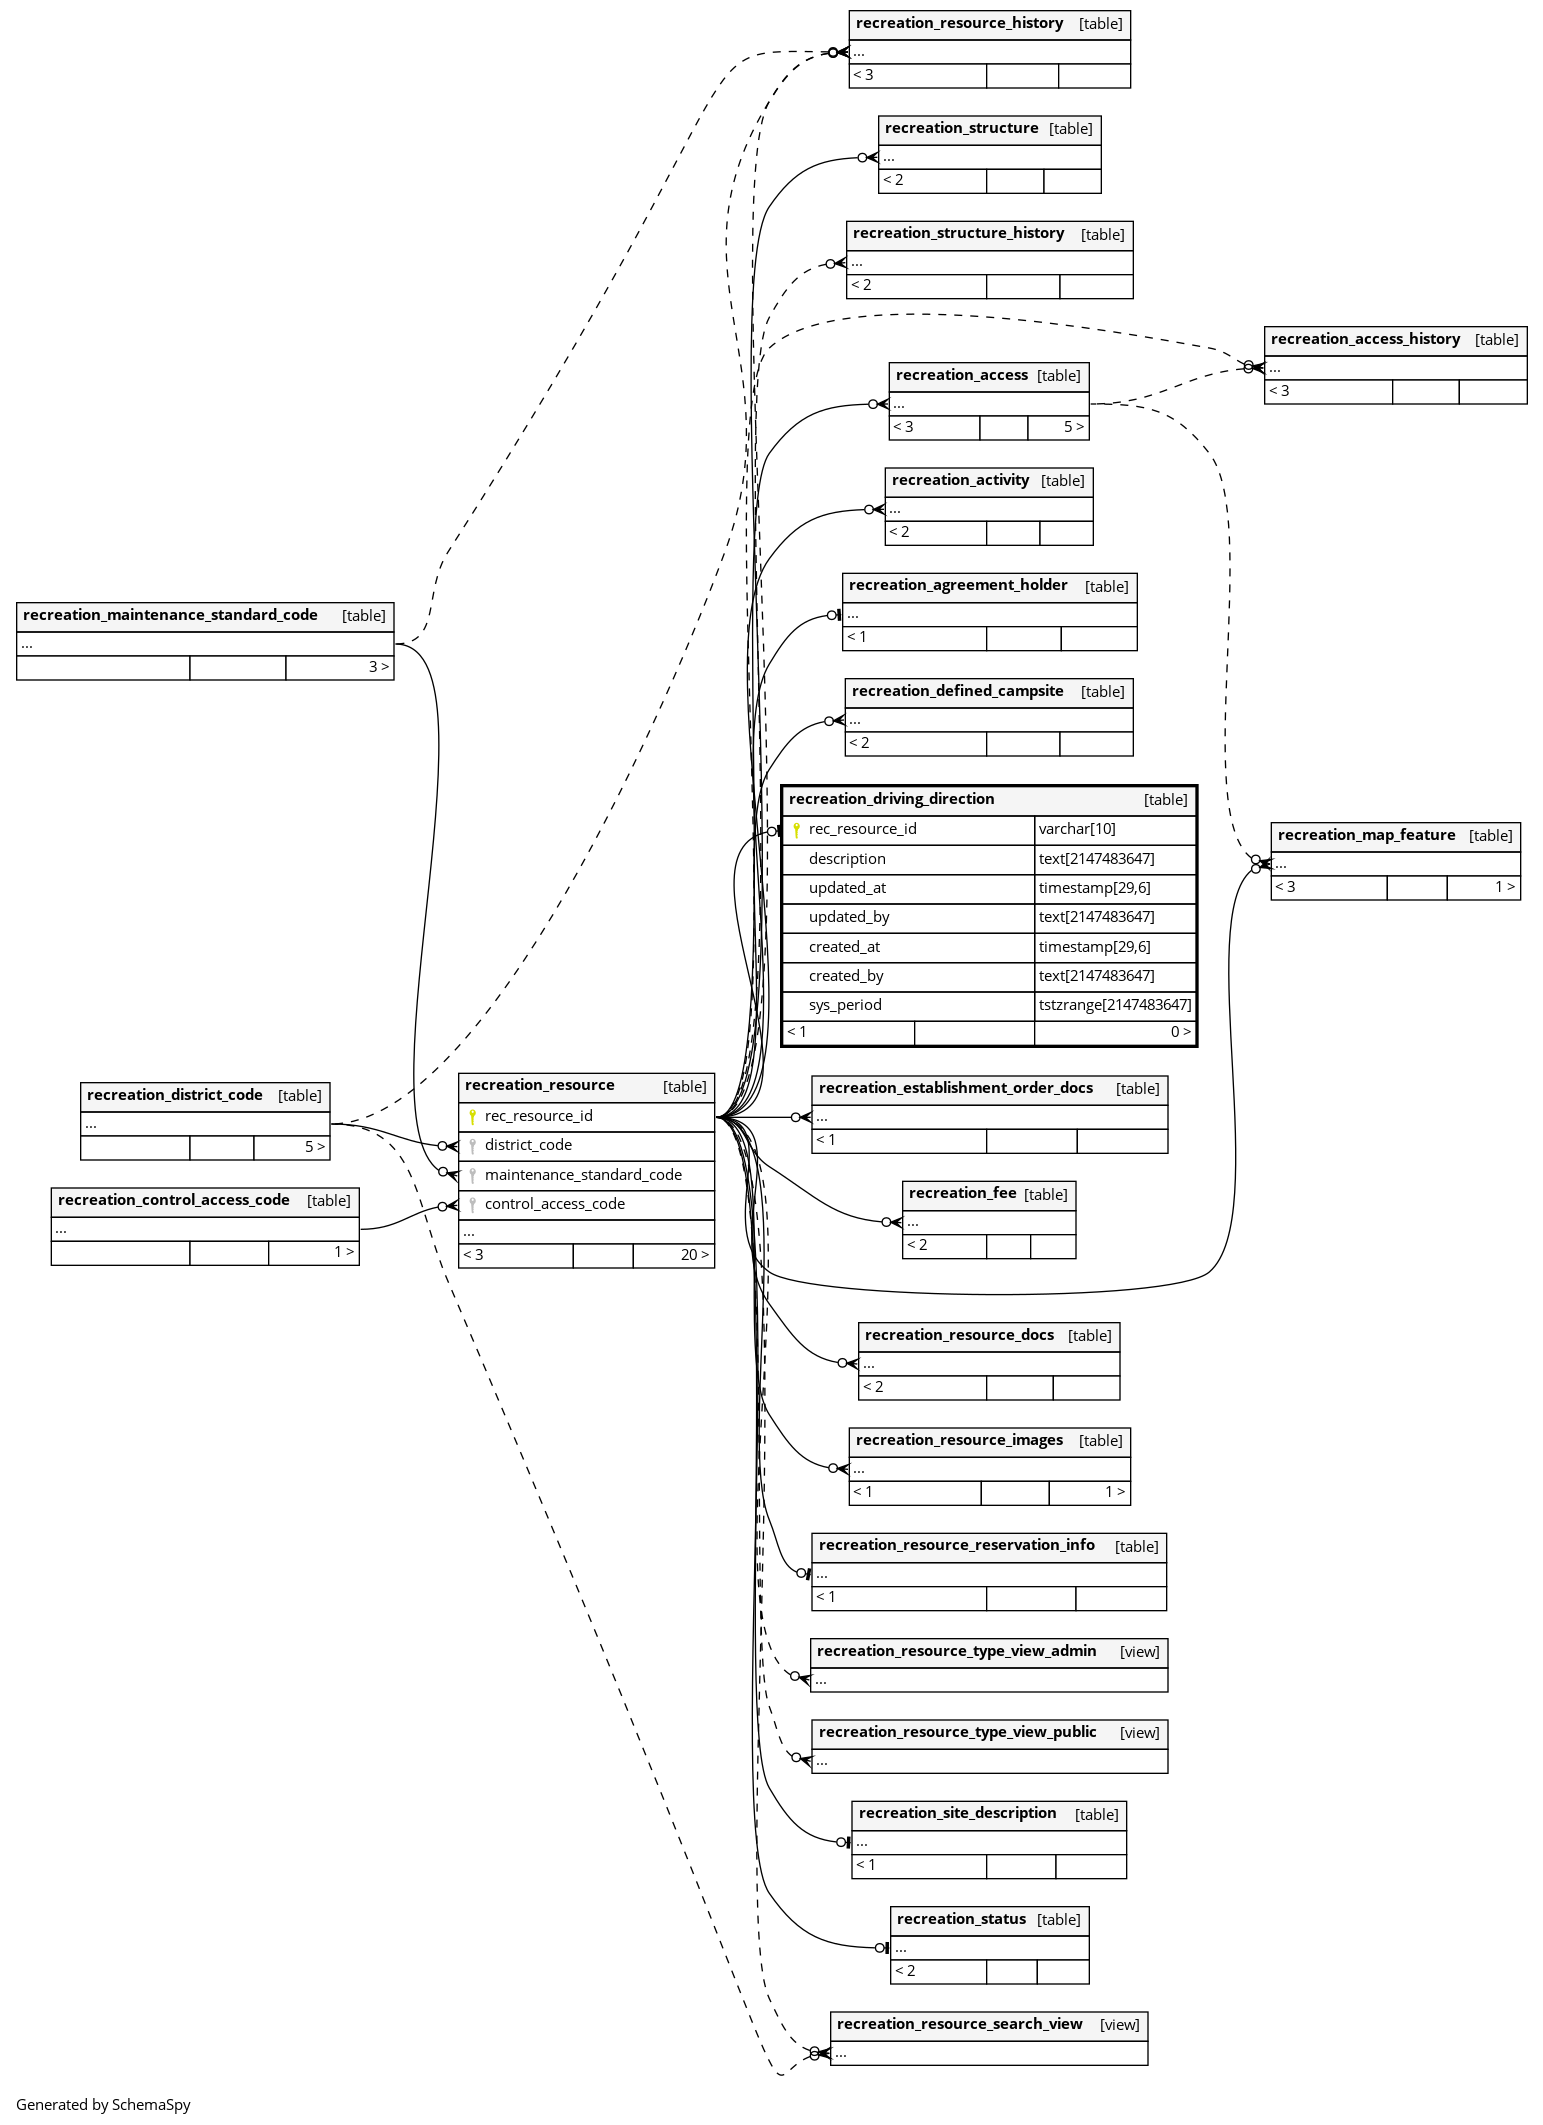 recreation_resource_history [table]
...
< 3
recreation_structure [table]
...
< 2
recreation_structure_history [table]
...
< 2
recreation_access_history [table]
...
< 3
recreation_access [table]
...
< 3 5 >
recreation_activity [table]
...
< 2
recreation_agreement_holder [table]
...
< 1
recreation_maintenance_standard_code [table]
...
3 >
recreation_defined_campsite [table]
...
< 2
recreation_driving_direction [table]
rec_resource_id varchar[10]
description text[2147483647]
updated_at timestamp[29,6]
updated_by text[2147483647]
created_at timestamp[29,6]
created_by text[2147483647]
sys_period tstzrange[2147483647]
< 1 0 >
recreation_map_feature [table]
...
< 3 1 >
recreation_district_code [table]
...
5 >
recreation_control_access_code [table]
...
1 >
recreation_resource [table]
rec_resource_id
district_code
maintenance_standard_code
control_access_code
...
< 3 20 >
recreation_establishment_order_docs [table]
...
< 1
recreation_fee [table]
...
< 2
recreation_resource_docs [table]
...
< 2
recreation_resource_images [table]
...
< 1 1 >
recreation_resource_reservation_info [table]
...
< 1
recreation_resource_type_view_admin [view]
...
recreation_resource_type_view_public [view]
...
recreation_site_description [table]
...
< 1
recreation_status [table]
...
< 2
recreation_resource_search_view [view]
...
Generated by SchemaSpy